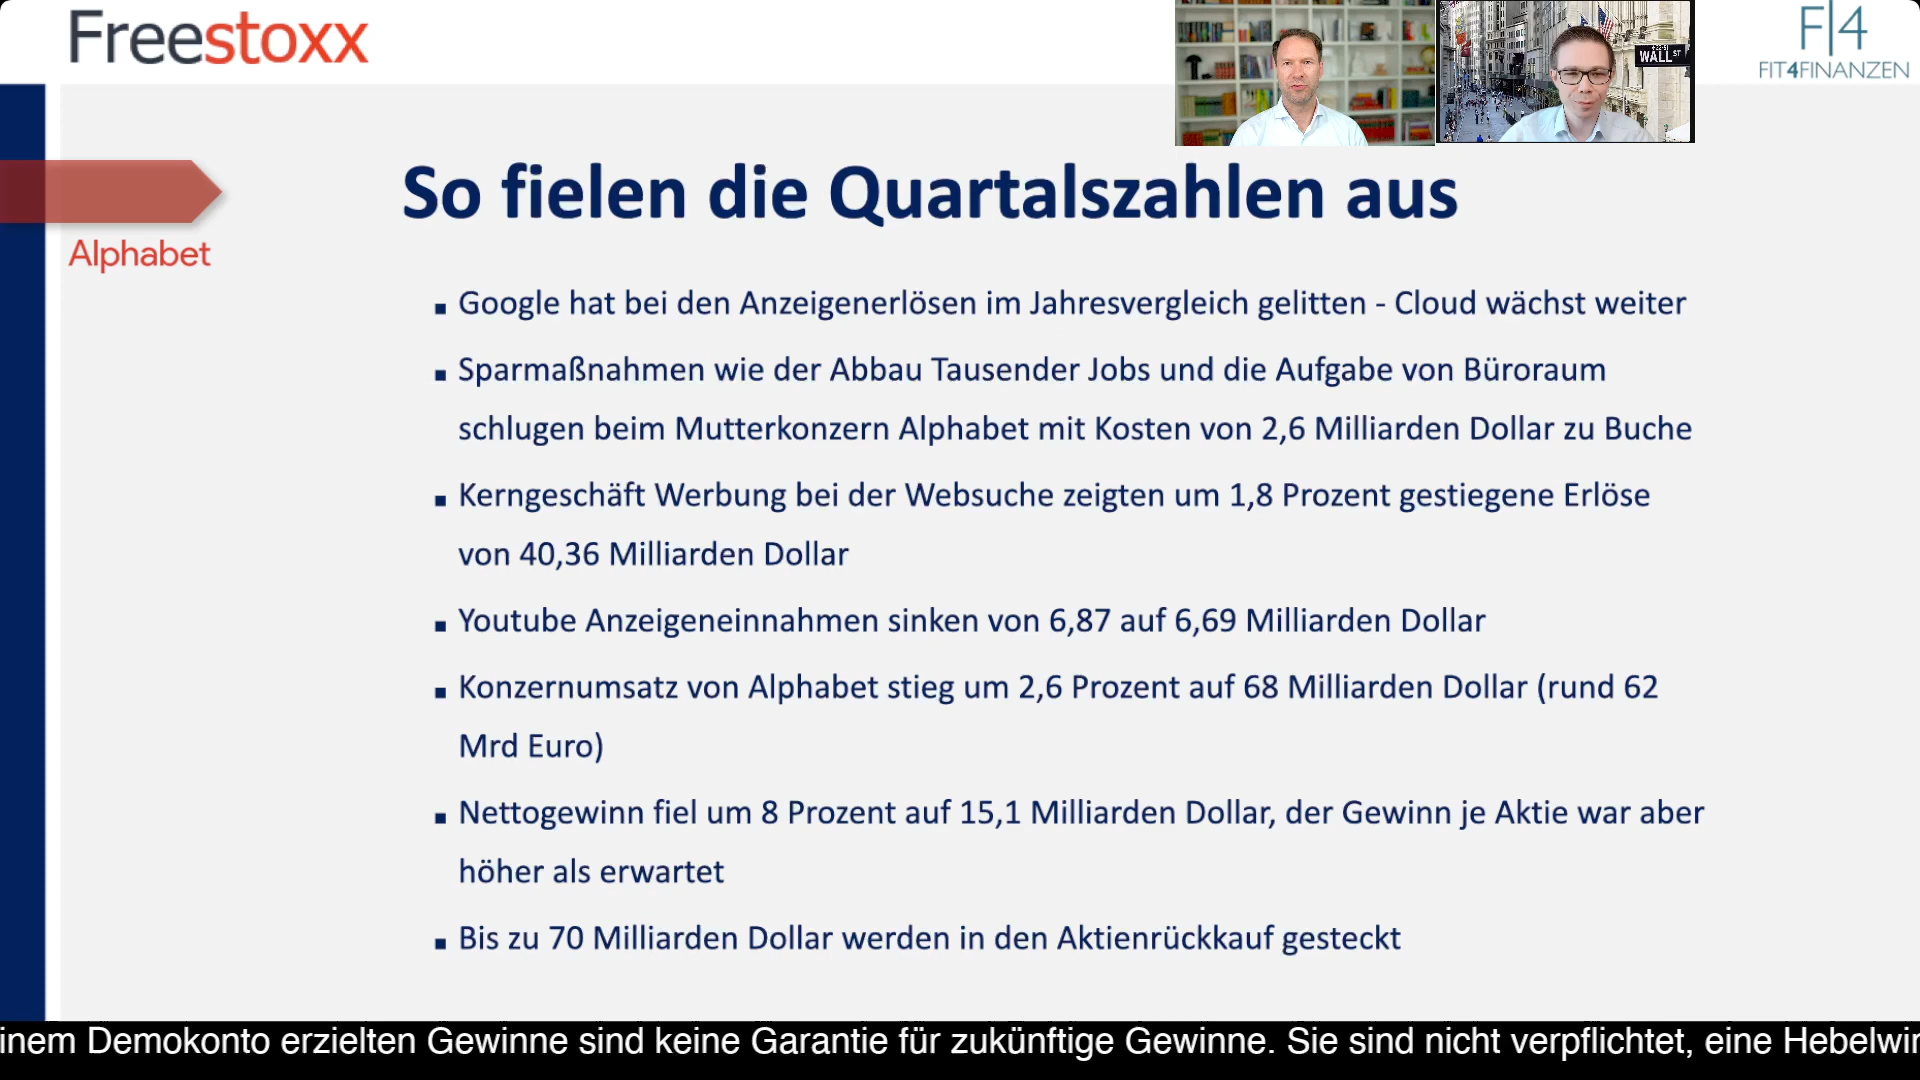 Freestoxx
WALL ST
F|4
FIT4FINANZEN
So fielen die Quartalszahlen aus
Alphabet
▪ Google hat bei den Anzeigenerlösen im Jahresvergleich gelitten - Cloud wächst weiter
▪ Sparmaßnahmen wie der Abbau Tausender Jobs und die Aufgabe von Büroraum
schlugen beim Mutterkonzern Alphabet mit Kosten von 2,6 Milliarden Dollar zu Buche
▪ Kerngeschäft Werbung bei der Websuche zeigten um 1,8 Prozent gestiegene Erlöse
von 40,36 Milliarden Dollar
▪ Youtube Anzeigeneinnahmen sinken von 6,87 auf 6,69 Milliarden Dollar
▪ Konzernumsatz von Alphabet stieg um 2,6 Prozent auf 68 Milliarden Dollar (rund 62
Mrd Euro)
▪ Nettogewinn fiel um 8 Prozent auf 15,1 Milliarden Dollar, der Gewinn je Aktie war aber
höher als erwartet
▪ Bis zu 70 Milliarden Dollar werden in den Aktienrückkauf gesteckt
inem Demokonto erzielten Gewinne sind keine Garantie für zukünftige Gewinne. Sie sind nicht verpflichtet, eine Hebelwir